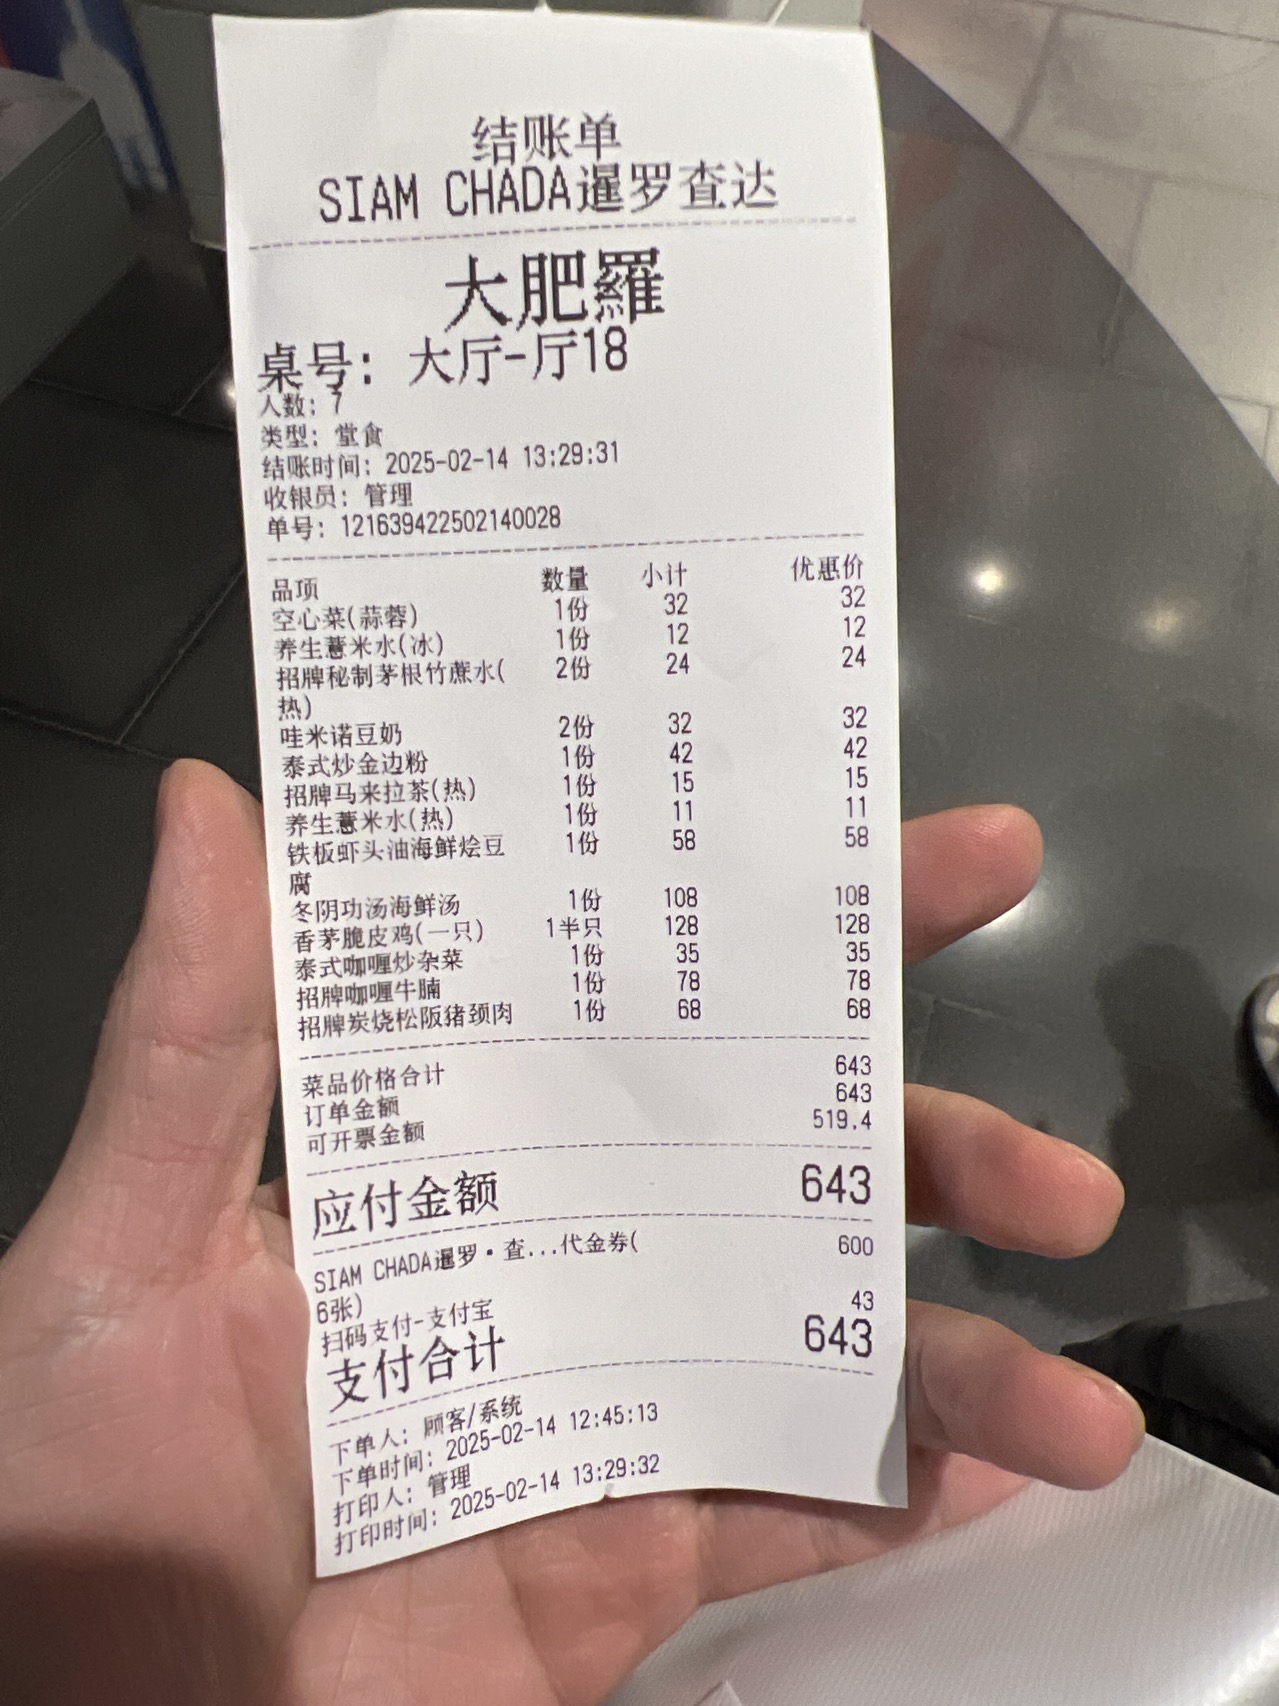 结账单
SIAM CHADA暹罗查达
大肥羅
桌号: 大厅-厅18
人数: 7
类型: 堂食
结账时间: 2025-02-14 13:29:31
收银员: 管理
单号: 121639422502140028
品项 数量 小计 优惠价
空心菜(蒜蓉) 1份 32 32
养生薏米水(冰) 1份 12 12
招牌秘制茅根竹蔗水( 2份 24 24
热)
哇米诺豆奶 2份 32 32
泰式炒金边粉 1份 42 42
招牌马来拉茶(热) 1份 15 15
养生薏米水(热) 1份 11 11
铁板虾头油海鲜烩豆 1份 58 58
腐
冬阴功汤海鲜汤 1份 108 108
香茅脆皮鸡(一只) 1半只 128 128
泰式咖喱炒杂菜 1份 35 35
招牌咖喱牛腩 1份 78 78
招牌炭烧松阪猪颈肉 1份 68 68
菜品价格合计 643
订单金额 643
可开票金额 519.4
应付金额 643
SIAM CHADA暹罗·查...代金券( 600
6张)
扫码支付-支付宝 43
支付合计 643
下单人: 顾客/系统
下单时间: 2025-02-14 12:45:13
打印人: 管理
打印时间: 2025-02-14 13:29:32